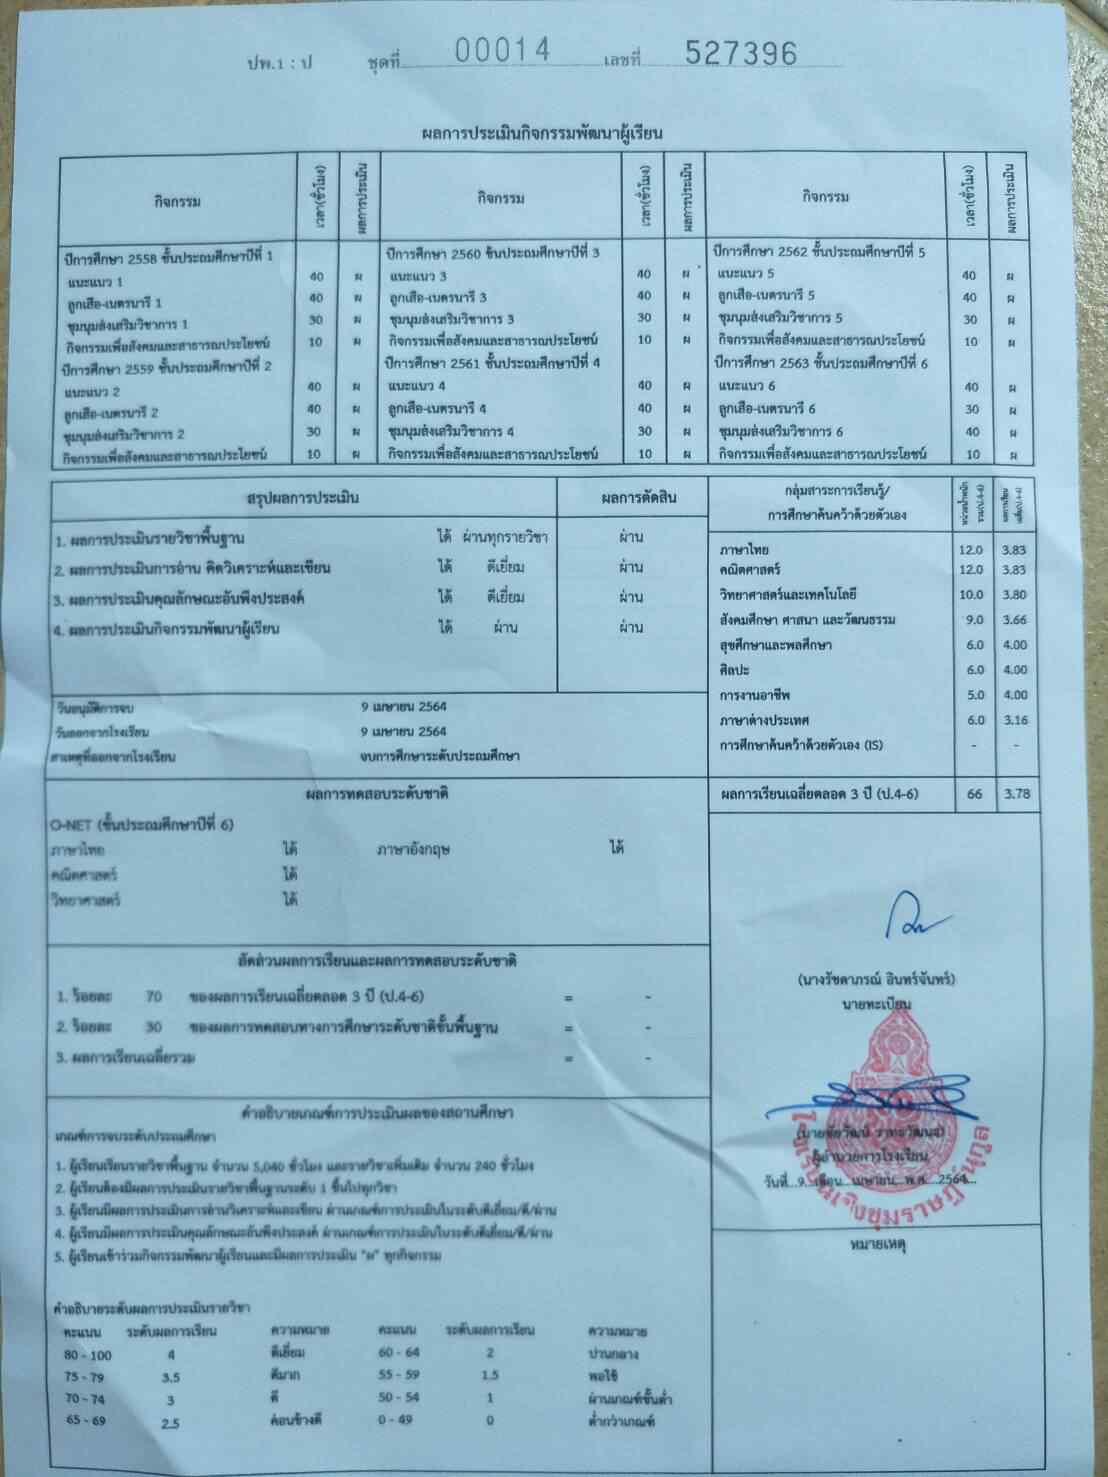 ปพ.1 : ป ชุดที่ 00014 เลขที่ 527396
ผลการประเมินกิจกรรมพัฒนาผู้เรียน
กิจกรรม เวลา(ชั่วโมง) ผลการประเมิน กิจกรรม เวลา(ชั่วโมง) ผลการประเมิน กิจกรรม เวลา(ชั่วโมง) ผลการประเมิน
ปีการศึกษา 2558 ชั้นประถมศึกษาปีที่ 1 ปีการศึกษา 2560 ชั้นประถมศึกษาปีที่ 3 ปีการศึกษา 2562 ชั้นประถมศึกษาปีที่ 5
แนะแนว 1 40 ผ แนะแนว 3 40 ผ แนะแนว 5 40 ผ
ลูกเสือ-เนตรนารี 1 40 ผ ลูกเสือ-เนตรนารี 3 40 ผ ลูกเสือ-เนตรนารี 5 40 ผ
ชุมนุมส่งเสริมวิชาการ 1 30 ผ ชุมนุมส่งเสริมวิชาการ 3 30 ผ ชุมนุมส่งเสริมวิชาการ 5 30 ผ
กิจกรรมเพื่อสังคมและสาธารณประโยชน์ 10 ผ กิจกรรมเพื่อสังคมและสาธารณประโยชน์ 10 ผ กิจกรรมเพื่อสังคมและสาธารณประโยชน์ 10 ผ
ปีการศึกษา 2559 ชั้นประถมศึกษาปีที่ 2 ปีการศึกษา 2561 ชั้นประถมศึกษาปีที่ 4 ปีการศึกษา 2563 ชั้นประถมศึกษาปีที่ 6
แนะแนว 2 40 ผ แนะแนว 4 40 ผ แนะแนว 6 40 ผ
ลูกเสือ-เนตรนารี 2 40 ผ ลูกเสือ-เนตรนารี 4 40 ผ ลูกเสือ-เนตรนารี 6 30 ผ
ชุมนุมส่งเสริมวิชาการ 2 30 ผ ชุมนุมส่งเสริมวิชาการ 4 30 ผ ชุมนุมส่งเสริมวิชาการ 6 40 ผ
กิจกรรมเพื่อสังคมและสาธารณประโยชน์ 10 ผ กิจกรรมเพื่อสังคมและสาธารณประโยชน์ 10 ผ กิจกรรมเพื่อสังคมและสาธารณประโยชน์ 10 ผ
สรุปผลการประเมิน ผลการตัดสิน
1. ผลการประเมินรายวิชาพื้นฐาน ได้ ผ่านทุกรายวิชา ผ่าน
2. ผลการประเมินการอ่าน คิดวิเคราะห์และเขียน ได้ ดีเยี่ยม ผ่าน
3. ผลการประเมินคุณลักษณะอันพึงประสงค์ ได้ ดีเยี่ยม ผ่าน
4. ผลการประเมินกิจกรรมพัฒนาผู้เรียน ได้ ผ่าน ผ่าน
วันอนุมัติการจบ 9 เมษายน 2564
วันออกจากโรงเรียน 9 เมษายน 2564
สาเหตุที่ออกจากโรงเรียน จบการศึกษาระดับประถมศึกษา
ผลการทดสอบระดับชาติ
O-NET (ชั้นประถมศึกษาปีที่ 6)
ภาษาไทย ได้ ภาษาอังกฤษ ได้
คณิตศาสตร์ ได้
วิทยาศาสตร์ ได้
สัดส่วนผลการเรียนและผลการทดสอบระดับชาติ
1. ร้อยละ 70 ของผลการเรียนเฉลี่ยตลอด 3 ปี (ป.4-6) = -
2. ร้อยละ 30 ของผลการทดสอบทางการศึกษาระดับชาติขั้นพื้นฐาน = -
3. ผลการเรียนเฉลี่ยรวม = -
คำอธิบายเกณฑ์การประเมินผลของสถานศึกษา
เกณฑ์การจบระดับประถมศึกษา
1. ผู้เรียนเรียนรายวิชาพื้นฐาน จำนวน 5,040 ชั่วโมง และรายวิชาเพิ่มเติม จำนวน 240 ชั่วโมง
2. ผู้เรียนต้องมีผลการประเมินรายวิชาพื้นฐานระดับ 1 ขึ้นไปทุกวิชา
3. ผู้เรียนมีผลการประเมินการอ่านวิเคราะห์และเขียน ผ่านเกณฑ์การประเมินในระดับดีเยี่ยม/ดี/ผ่าน
4. ผู้เรียนมีผลการประเมินคุณลักษณะอันพึงประสงค์ ผ่านเกณฑ์การประเมินในระดับดีเยี่ยม/ดี/ผ่าน
5. ผู้เรียนเข้าร่วมกิจกรรมพัฒนาผู้เรียนและมีผลการประเมิน "ผ" ทุกกิจกรรม
คำอธิบายระดับผลการประเมินรายวิชา
คะแนน ระดับผลการเรียน ความหมาย คะแนน ระดับผลการเรียน ความหมาย
80 - 100 4 ดีเยี่ยม 60 - 64 2 ปานกลาง
75 - 79 3.5 ดีมาก 55 - 59 1.5 พอใช้
70 - 74 3 ดี 50 - 54 1 ผ่านเกณฑ์ขั้นต่ำ
65 - 69 2.5 ค่อนข้างดี 0 - 49 0 ต่ำกว่าเกณฑ์
กลุ่มสาระการเรียนรู้/
การศึกษาค้นคว้าด้วยตัวเอง
ภาษาไทย 12.0 3.83
คณิตศาสตร์ 12.0 3.83
วิทยาศาสตร์และเทคโนโลยี 10.0 3.80
สังคมศึกษา ศาสนา และวัฒนธรรม 9.0 3.66
สุขศึกษาและพลศึกษา 6.0 4.00
ศิลปะ 6.0 4.00
การงานอาชีพ 5.0 4.00
ภาษาต่างประเทศ 6.0 3.16
การศึกษาค้นคว้าด้วยตัวเอง (IS) - -
ผลการเรียนเฉลี่ยตลอด 3 ปี (ป.4-6) 66 3.78
(นางรัชดาภรณ์ อินทร์จันทร์)
นายทะเบียน
ผู้อำนวยการโรงเรียน
วันที่ 9 เดือน เมษายน พ.ศ. 2564
หมายเหตุ